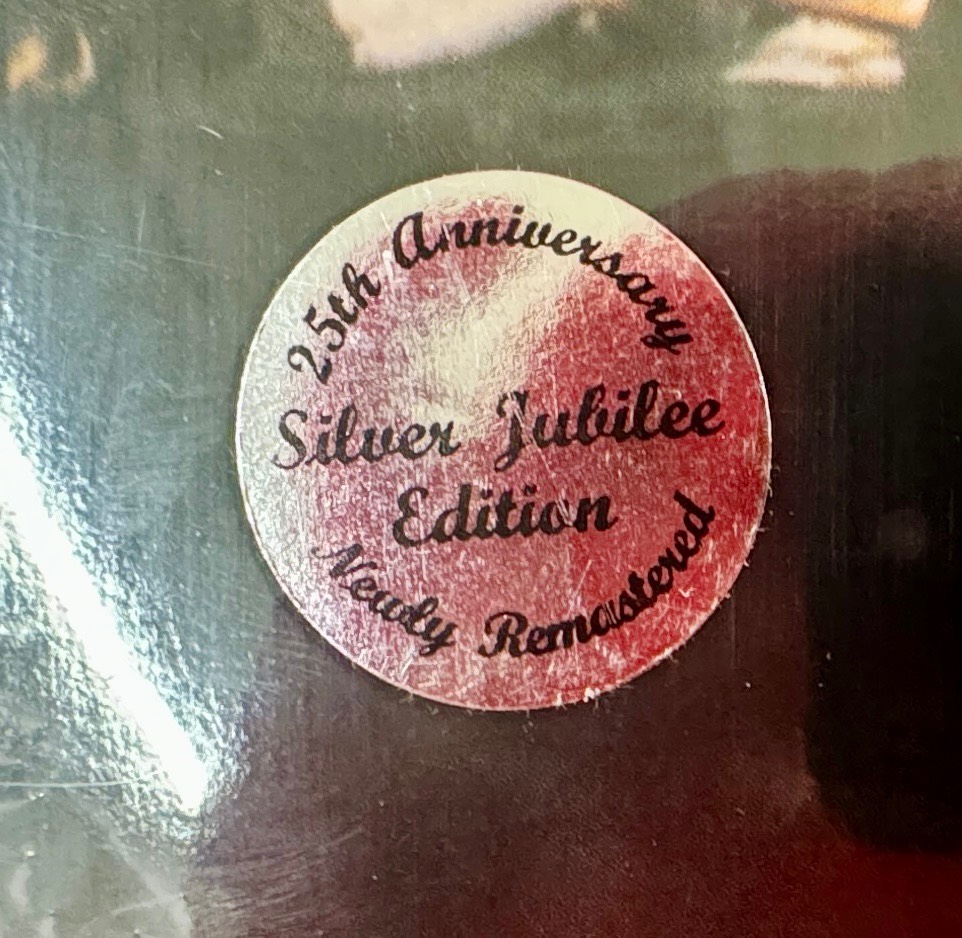 25th Anniversary
Silver Jubilee
Edition
Newly Remastered